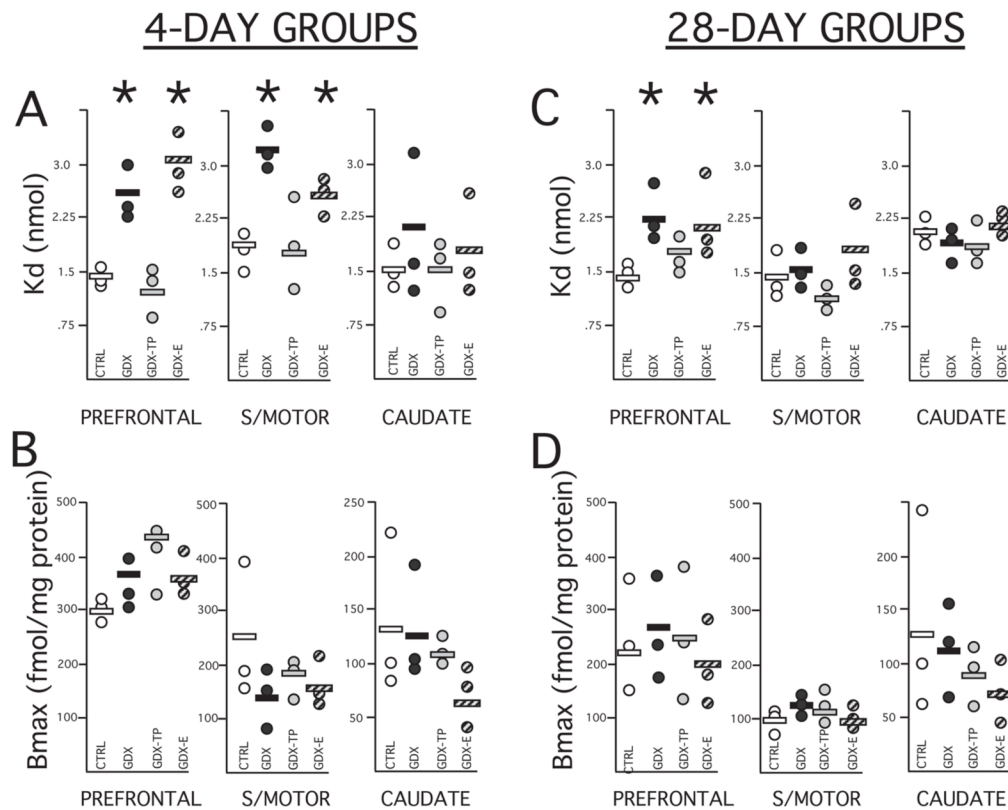 4-DAY GROUPS
28-DAY GROUPS
A
* * * *
Kd (nmol)
3.0
2.25
1.5
.75
CTRL
GDX
GDX-TP
GDX-E
PREFRONTAL
3.0
2.25
1.5
.75
CTRL
GDX
GDX-TP
GDX-E
S/MOTOR
3.0
2.25
1.5
.75
CTRL
GDX
GDX-TP
GDX-E
CAUDATE
C
* *
Kd (nmol)
3.0
2.25
1.5
.75
CTRL
GDX
GDX-TP
GDX-E
PREFRONTAL
3.0
2.25
1.5
.75
CTRL
GDX
GDX-TP
GDX-E
S/MOTOR
3.0
2.25
1.5
.75
CTRL
GDX
GDX-TP
GDX-E
CAUDATE
B
Bmax (fmol/mg protein)
500
400
300
200
100
CTRL
GDX
GDX-TP
GDX-E
PREFRONTAL
500
400
300
200
100
CTRL
GDX
GDX-TP
GDX-E
S/MOTOR
250
200
150
100
50
CTRL
GDX
GDX-TP
GDX-E
CAUDATE
D
Bmax (fmol/mg protein)
500
400
300
200
100
CTRL
GDX
GDX-TP
GDX-E
PREFRONTAL
500
400
300
200
100
CTRL
GDX
GDX-TP
GDX-E
S/MOTOR
250
200
150
100
50
CTRL
GDX
GDX-TP
GDX-E
CAUDATE